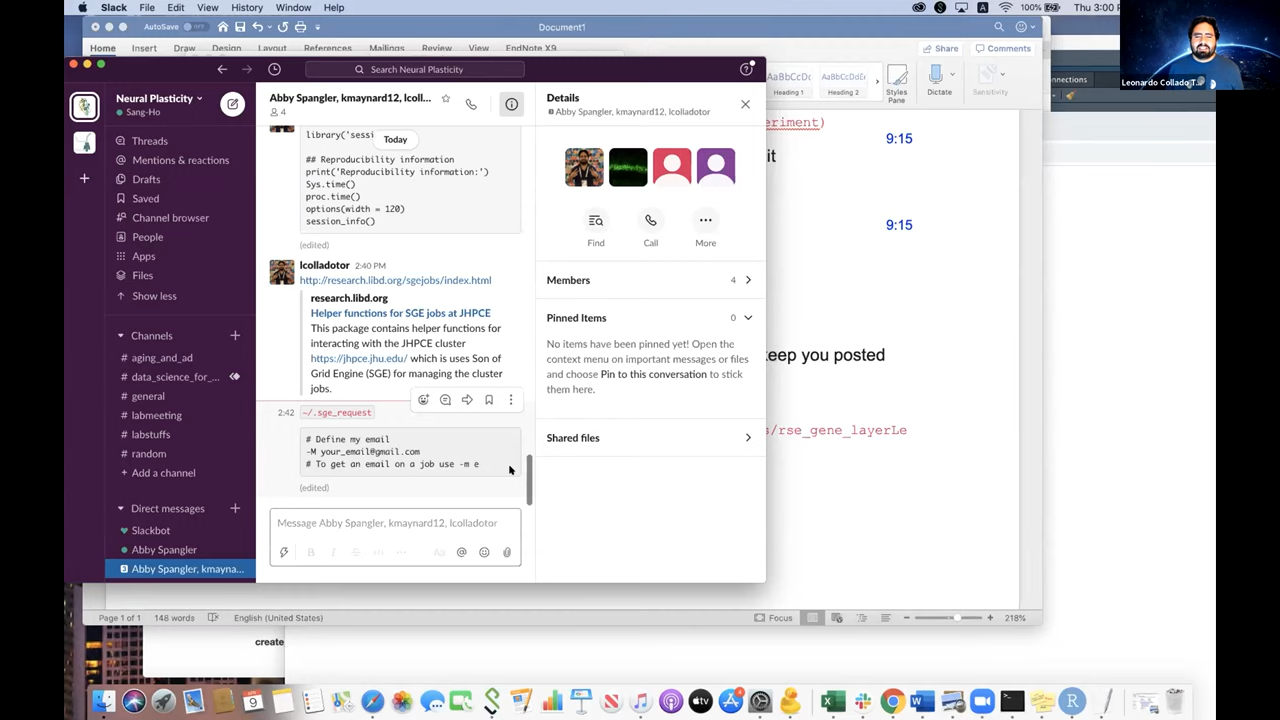 Slack File Edit View History Window Help
100% Thu 3:00
AutoSave
Document1
Home Insert Draw Design Layout References Mailings Review View EndNote X9
Share Comments
Search Neural Plasticity
AaBbCcDc AaBbCcDdEe
Heading 1 Heading 2
Styles
Pane
Dictate
Sensitivity
Leonardo Collado T...
Neural Plasticity
Sang-Ho
Threads
Mentions & reactions
Drafts
Saved
Channel browser
People
Apps
Files
Show less
Channels
# aging_and_ad
# data_science_for_...
# general
# labmeeting
# labstuffs
# random
Add a channel
Direct messages
Slackbot
Abby Spangler
3 Abby Spangler, kmayna...
Abby Spangler, kmaynard12, lcoll...
4
Today
library('sessi
## Reproducibility information
print('Reproducibility information:')
Sys.time()
proc.time()
options(width = 120)
session_info()
(edited)
lcolladotor 2:40 PM
http://research.libd.org/sgejobs/index.html
research.libd.org
Helper functions for SGE jobs at JHPCE
This package contains helper functions for
interacting with the JHPCE cluster
https://jhpce.jhu.edu/ which is uses Son of
Grid Engine (SGE) for managing the cluster
jobs.
2:42 ~/.sge_request
# Define my email
-M your_email@gmail.com
# To get an email on a job use -m e
(edited)
Message Abby Spangler, kmaynard12, lcolladotor
Details
Abby Spangler, kmaynard12, lcolladotor
Find Call More
Members 4
Pinned Items 0
No items have been pinned yet! Open the
context menu on important messages or files
and choose Pin to this conversation to stick
them here.
Shared files
eriment)
9:15
it
9:15
keep you posted
s/rse_gene_layerLe
nnections
Page 1 of 1 148 words English (United States)
Focus 218%
create
9